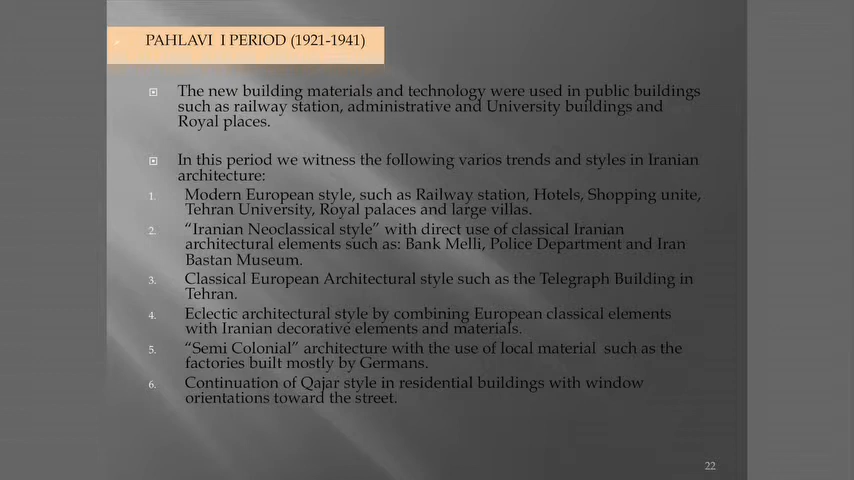 PAHLAVI I PERIOD (1921-1941)
The new building materials and technology were used in public buildings
such as railway station, administrative and University buildings and
Royal places.
In this period we witness the following varios trends and styles in Iranian
architecture:
1. Modern European style, such as Railway station, Hotels, Shopping unite,
Tehran University, Royal palaces and large villas.
2. “Iranian Neoclassical style” with direct use of classical Iranian
architectural elements such as: Bank Melli, Police Department and Iran
Bastan Museum.
3. Classical European Architectural style such as the Telegraph Building in
Tehran.
4. Eclectic architectural style by combining European classical elements
with Iranian decorative elements and materials.
5. “Semi Colonial” architecture with the use of local material such as the
factories built mostly by Germans.
6. Continuation of Qajar style in residential buildings with window
orientations toward the street.
22